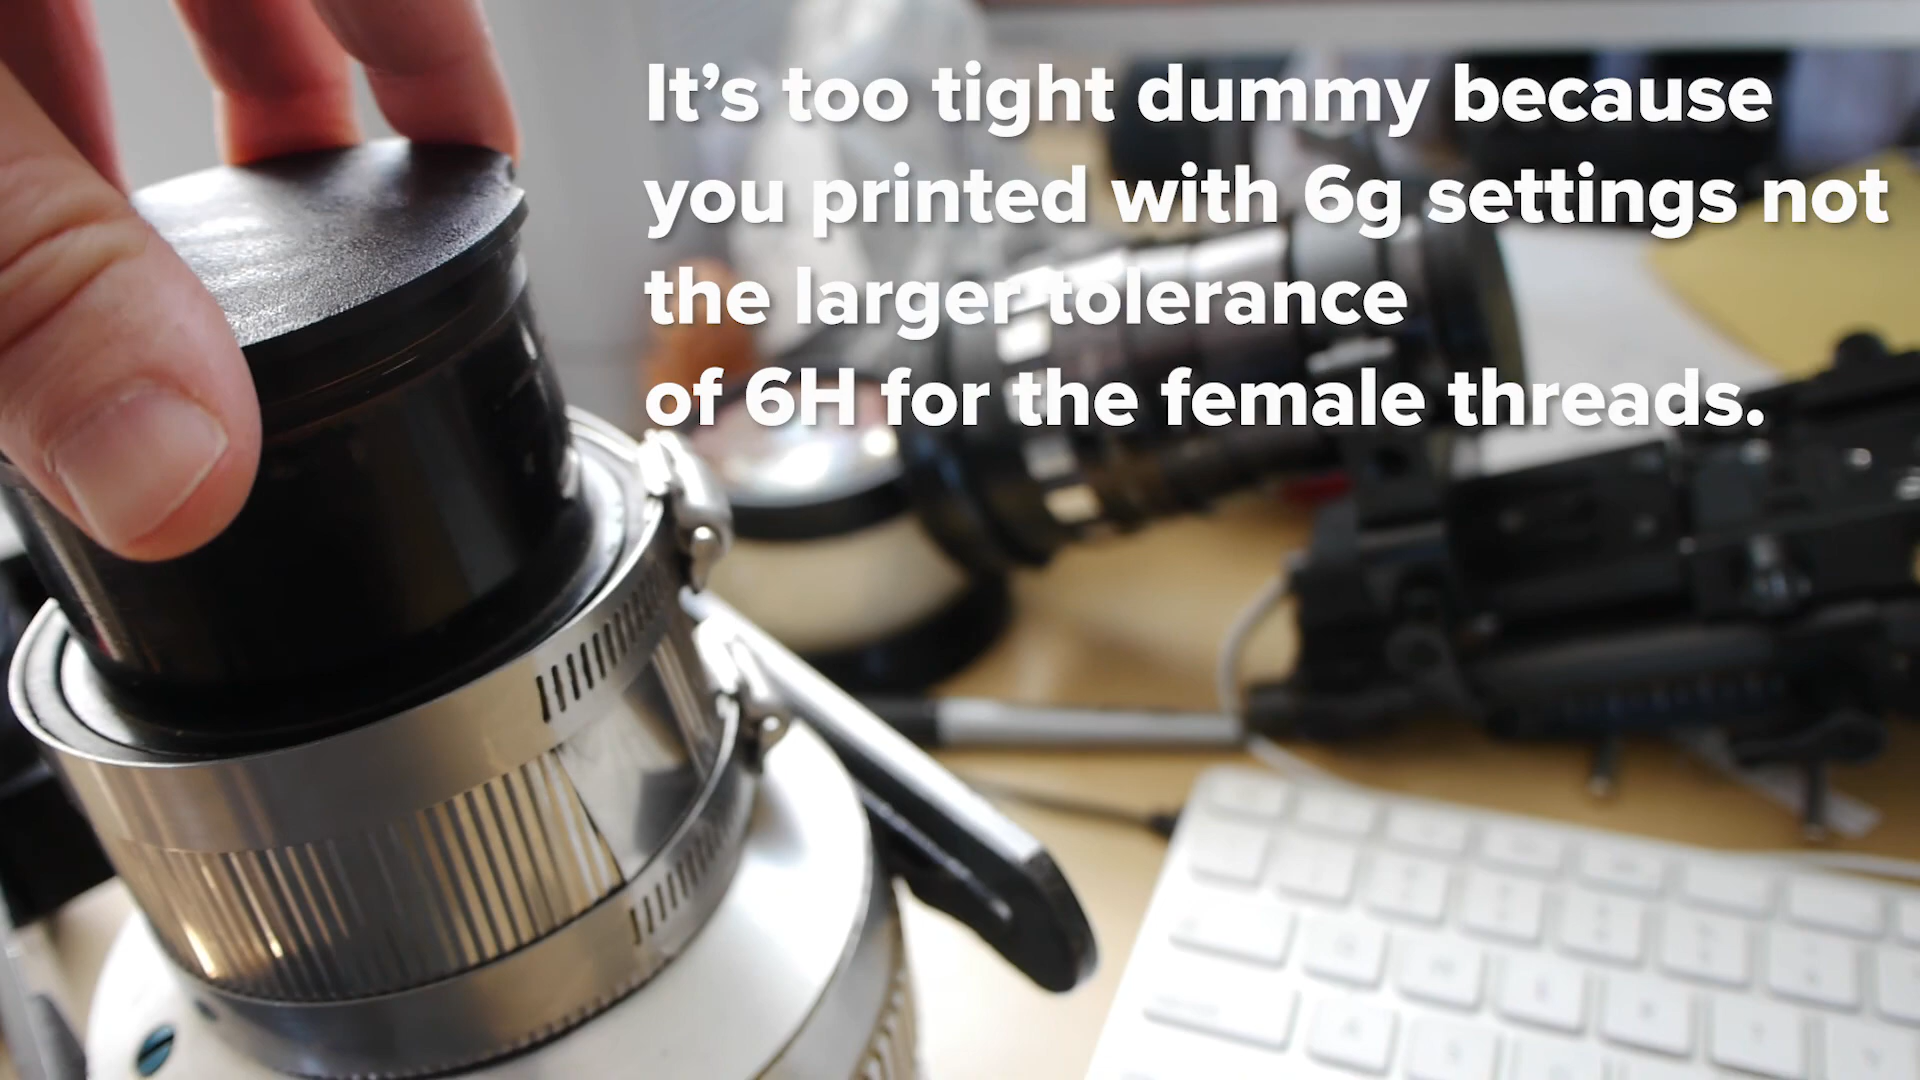 It’s too tight dummy because
you printed with 6g settings not
the larger tolerance
of 6H for the female threads.